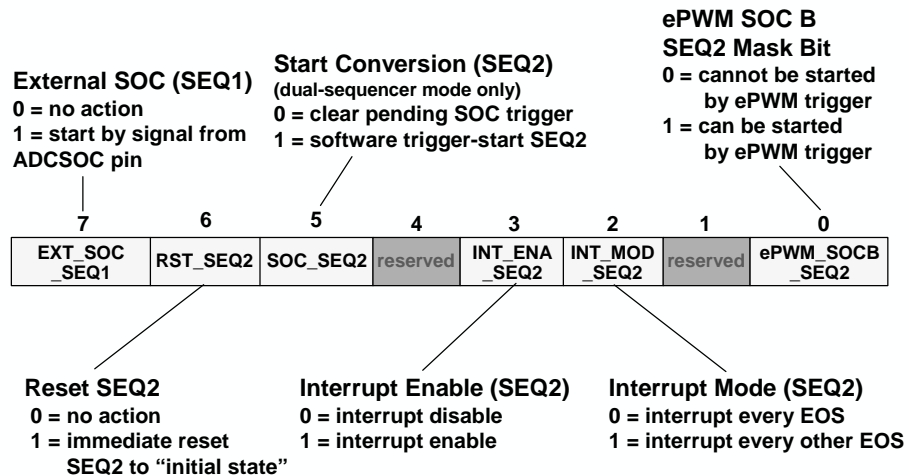 ePWM SOC B
SEQ2 Mask Bit
0 = cannot be started
by ePWM trigger
1 = can be started
by ePWM trigger
Start Conversion (SEQ2)
(dual-sequencer mode only)
0 = clear pending SOC trigger
1 = software trigger-start SEQ2
External SOC (SEQ1)
0 = no action
1 = start by signal from
ADCSOC pin
7 6 5 4 3 2 1 0
EXT_SOC
_SEQ1
RST_SEQ2
SOC_SEQ2
reserved
INT_ENA
_SEQ2
INT_MOD
_SEQ2
reserved
ePWM_SOCB
_SEQ2
Reset SEQ2
0 = no action
1 = immediate reset
SEQ2 to “initial state”
Interrupt Enable (SEQ2)
0 = interrupt disable
1 = interrupt enable
Interrupt Mode (SEQ2)
0 = interrupt every EOS
1 = interrupt every other EOS